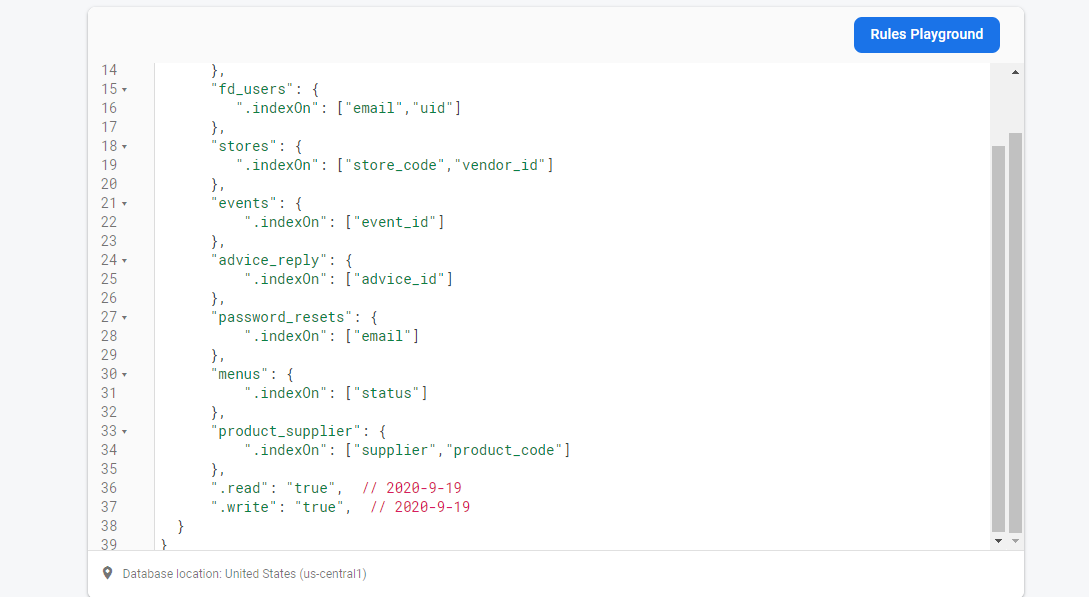 Rules Playground
14 },
15 "fd_users": {
16 ".indexOn": ["email","uid"]
17 },
18 "stores": {
19 ".indexOn": ["store_code","vendor_id"]
20 },
21 "events": {
22 ".indexOn": ["event_id"]
23 },
24 "advice_reply": {
25 ".indexOn": ["advice_id"]
26 },
27 "password_resets": {
28 ".indexOn": ["email"]
29 },
30 "menus": {
31 ".indexOn": ["status"]
32 },
33 "product_supplier": {
34 ".indexOn": ["supplier","product_code"]
35 },
36 ".read": "true",  // 2020-9-19
37 ".write": "true",  // 2020-9-19
38 }
39 }
Database location: United States (us-central1)